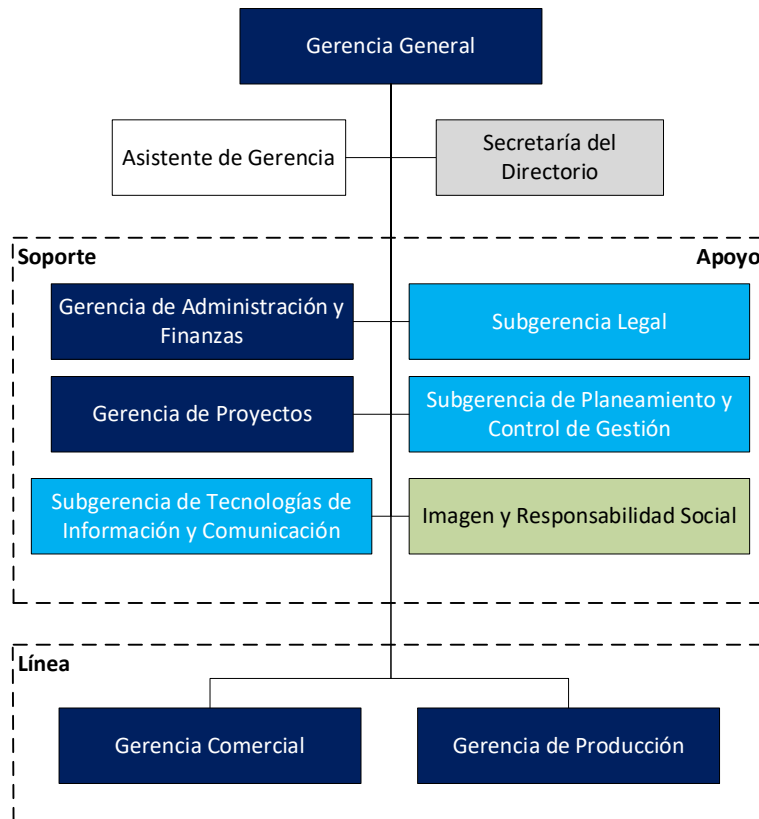 Gerencia General
Asistente de Gerencia
Secretaría del
Directorio
Soporte
Apoyo
Gerencia de Administración y
Finanzas
Subgerencia Legal
Gerencia de Proyectos
Subgerencia de Planeamiento y
Control de Gestión
Subgerencia de Tecnologías de
Información y Comunicación
Imagen y Responsabilidad Social
Línea
Gerencia Comercial
Gerencia de Producción